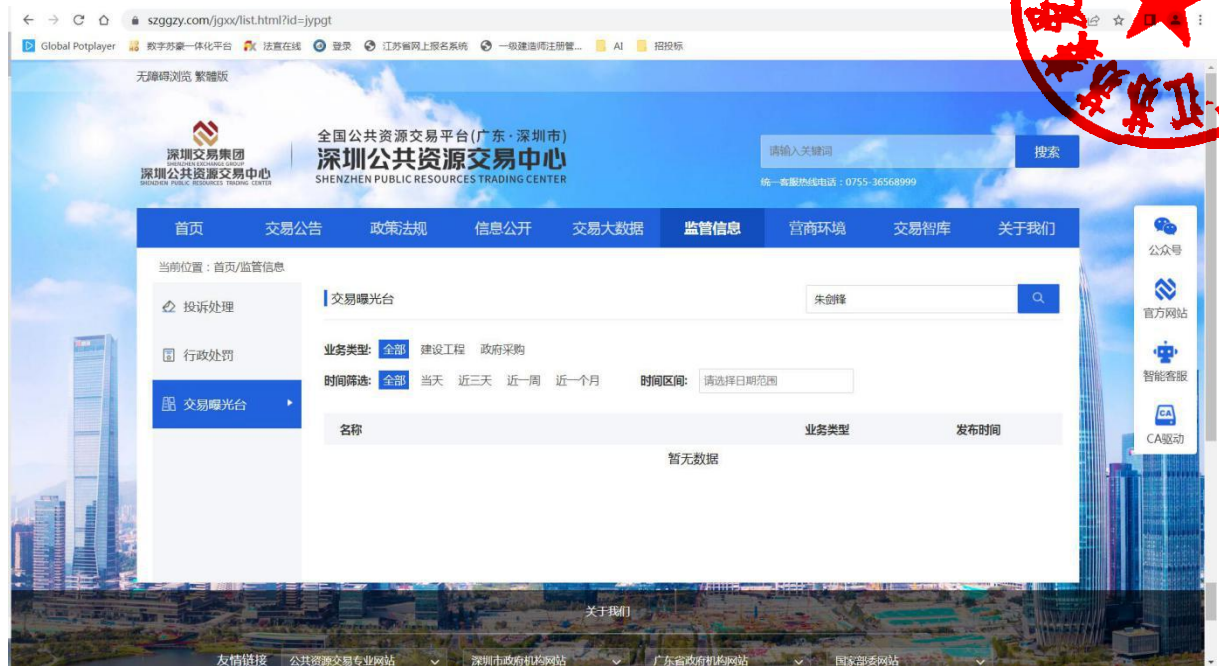 szggzy.com/jgxx/list.html?id=jypgt
Global Potplayer 数字苏豪一体化平台 法宣在线 登录 江苏省网上报名系统 一级建造师注册管... AI 招投标
无障碍浏览 繁體版
深圳交易集团
SHENZHEN EXCHANGE GROUP
深圳公共资源交易中心
SHENZHEN PUBLIC RESOURCES TRADING CENTER
全国公共资源交易平台(广东·深圳市)
深圳公共资源交易中心
SHENZHEN PUBLIC RESOURCES TRADING CENTER
请输入关键词 搜索
统一客服热线电话：0755-36568999
首页 交易公告 政策法规 信息公开 交易大数据 监管信息 营商环境 交易智库 关于我们
当前位置：首页/监管信息
投诉处理
行政处罚
交易曝光台
交易曝光台 朱剑锋
业务类型: 全部 建设工程 政府采购
时间筛选: 全部 当天 近三天 近一周 近一个月 时间区间: 请选择日期范围
名称 业务类型 发布时间
暂无数据
公众号
官方网站
智能客服
CA
CA驱动
关于我们
友情链接 公共资源交易专业网站 深圳市政府机构网站 广东省政府机构网站 国家部委网站